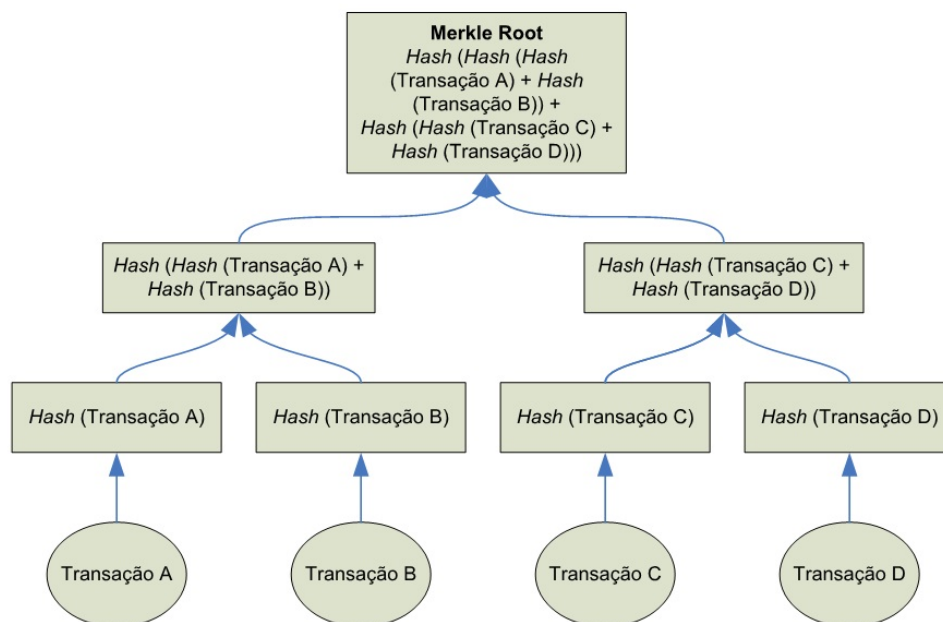 Merkle Root
Hash (Hash (Hash
(Transação A) + Hash
(Transação B)) +
Hash (Hash (Transação C) +
Hash (Transação D)))
Hash (Hash (Transação A) +
Hash (Transação B))
Hash (Hash (Transação C) +
Hash (Transação D))
Hash (Transação A)
Hash (Transação B)
Hash (Transação C)
Hash (Transação D)
Transação A
Transação B
Transação C
Transação D